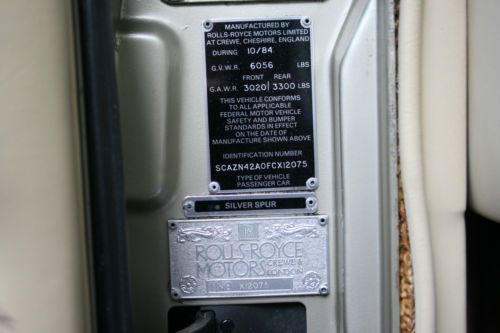 MANUFACTURED BY
ROLLS-ROYCE MOTORS LIMITED
AT CREWE, CHESHIRE, ENGLAND
DURING 10/84
G.V.W.R. 6056 LBS
FRONT REAR
G.A.W.R. 3020 3300 LBS
THIS VEHICLE CONFORMS
TO ALL APPLICABLE
FEDERAL MOTOR VEHICLE
SAFETY AND BUMPER
STANDARDS IN EFFECT
ON THE DATE OF
MANUFACTURE SHOWN ABOVE
IDENTIFICATION NUMBER
SCAZN42A0FCX12075
TYPE OF VEHICLE
PASSENGER CAR
SILVER SPUR
ROLLS-ROYCE
MOTORS CREWE &
LONDON
X12075